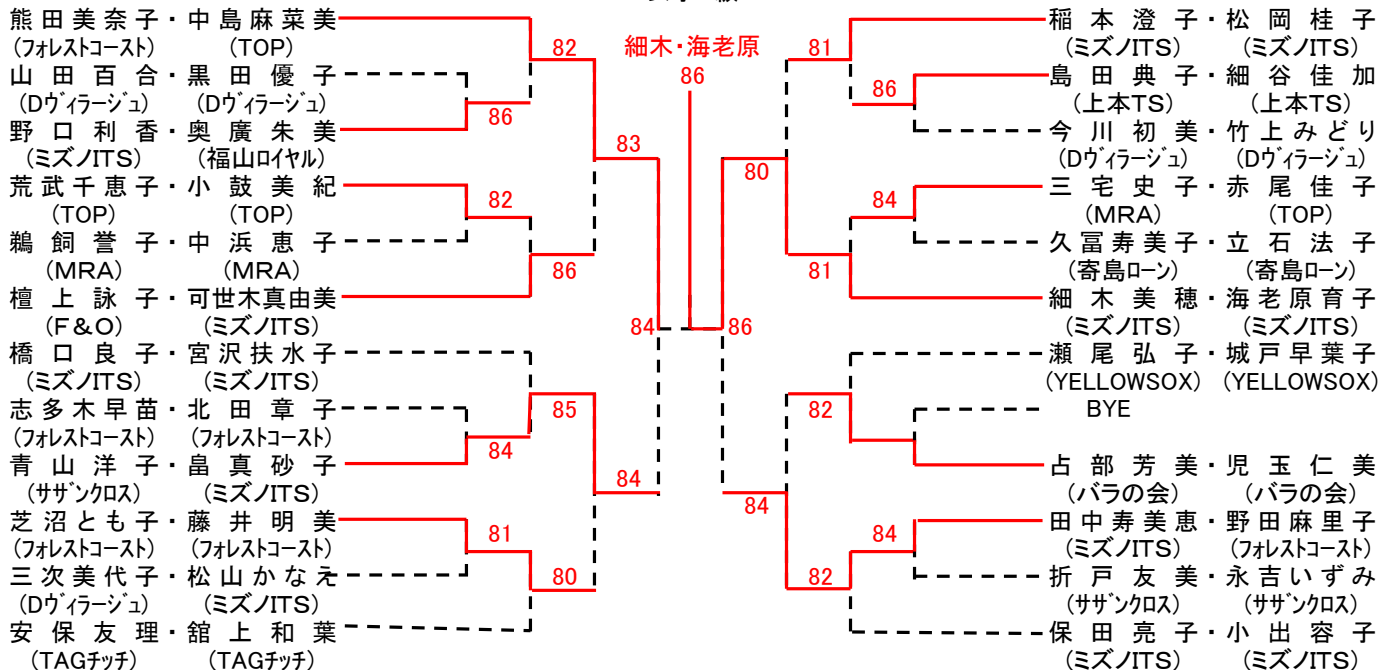 細木・海老原
86
熊田美奈子・中島麻菜美
(フォレストコースト) (TOP)
山田百合・黒田優子
(Dヴィラージュ) (Dヴィラージュ)
野口利香・奥廣朱美
(ミズノITS) (福山ロイヤル)
荒武千恵子・小鼓美紀
(TOP) (TOP)
鵜飼誉子・中浜恵子
(MRA) (MRA)
檀上詠子・可世木真由美
(F&O) (ミズノITS)
橋口良子・宮沢扶水子
(ミズノITS) (ミズノITS)
志多木早苗・北田章子
(フォレストコースト) (フォレストコースト)
青山洋子・畠真砂子
(サザンクロス) (ミズノITS)
芝沼とも子・藤井明美
(フォレストコースト) (フォレストコースト)
三次美代子・松山かなえ
(Dヴィラージュ) (ミズノITS)
安保友理・舘上和葉
(TAGチッチ) (TAGチッチ)
82
86
83
82
86
84
85
84
84
81
80
稲本澄子・松岡桂子
(ミズノITS) (ミズノITS)
島田典子・細谷佳加
(上本TS) (上本TS)
今川初美・竹上みどり
(Dヴィラージュ) (Dヴィラージュ)
三宅史子・赤尾佳子
(MRA) (TOP)
久冨寿美子・立石法子
(寄島ローン) (寄島ローン)
細木美穂・海老原育子
(ミズノITS) (ミズノITS)
瀬尾弘子・城戸早葉子
(YELLOWSOX) (YELLOWSOX)
BYE
占部芳美・児玉仁美
(バラの会) (バラの会)
田中寿美恵・野田麻里子
(ミズノITS) (フォレストコースト)
折戸友美・永吉いずみ
(サザンクロス) (サザンクロス)
保田亮子・小出容子
(ミズノITS) (ミズノITS)
81
86
80
84
81
86
82
84
84
82